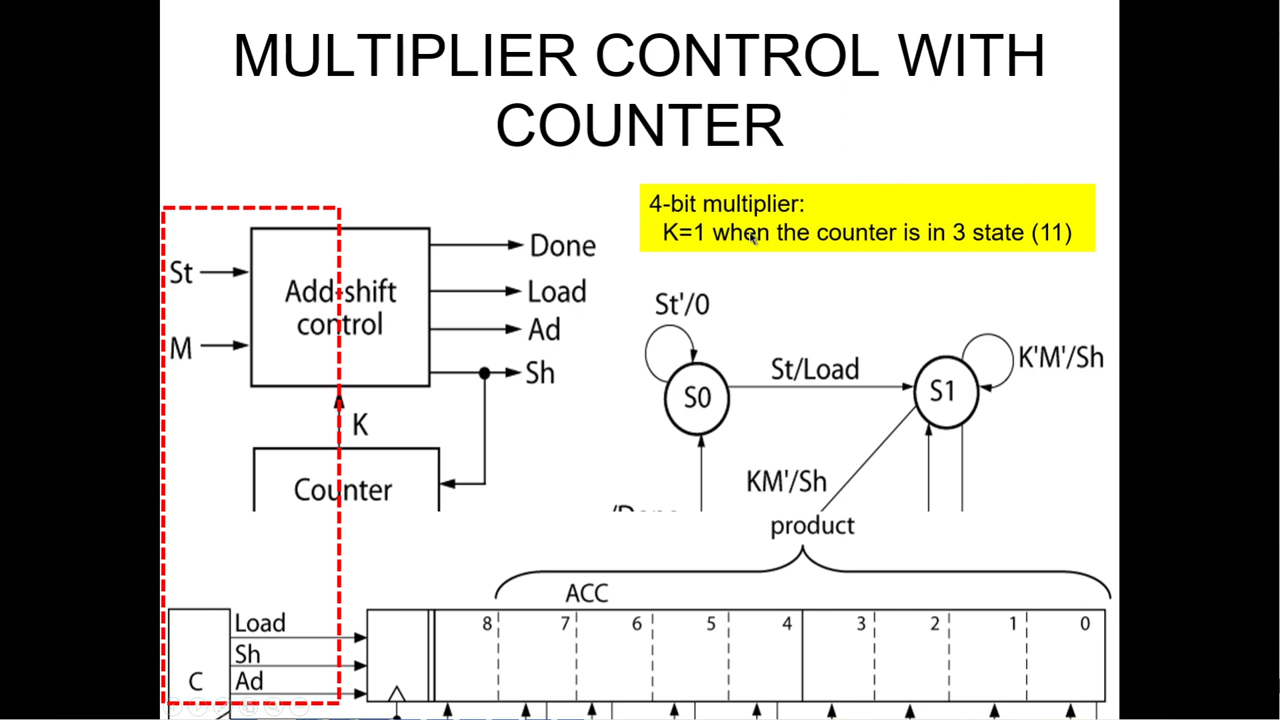 MULTIPLIER CONTROL WITH
COUNTER
4-bit multiplier:
K=1 when the counter is in 3 state (11)
St
M
Add-shift
control
Done
Load
Ad
Sh
K
Counter
St'/0
S0
St/Load
S1
K'M'/Sh
KM'/Sh
product
ACC
Load
Sh
Ad
C
8 7 6 5 4 3 2 1 0